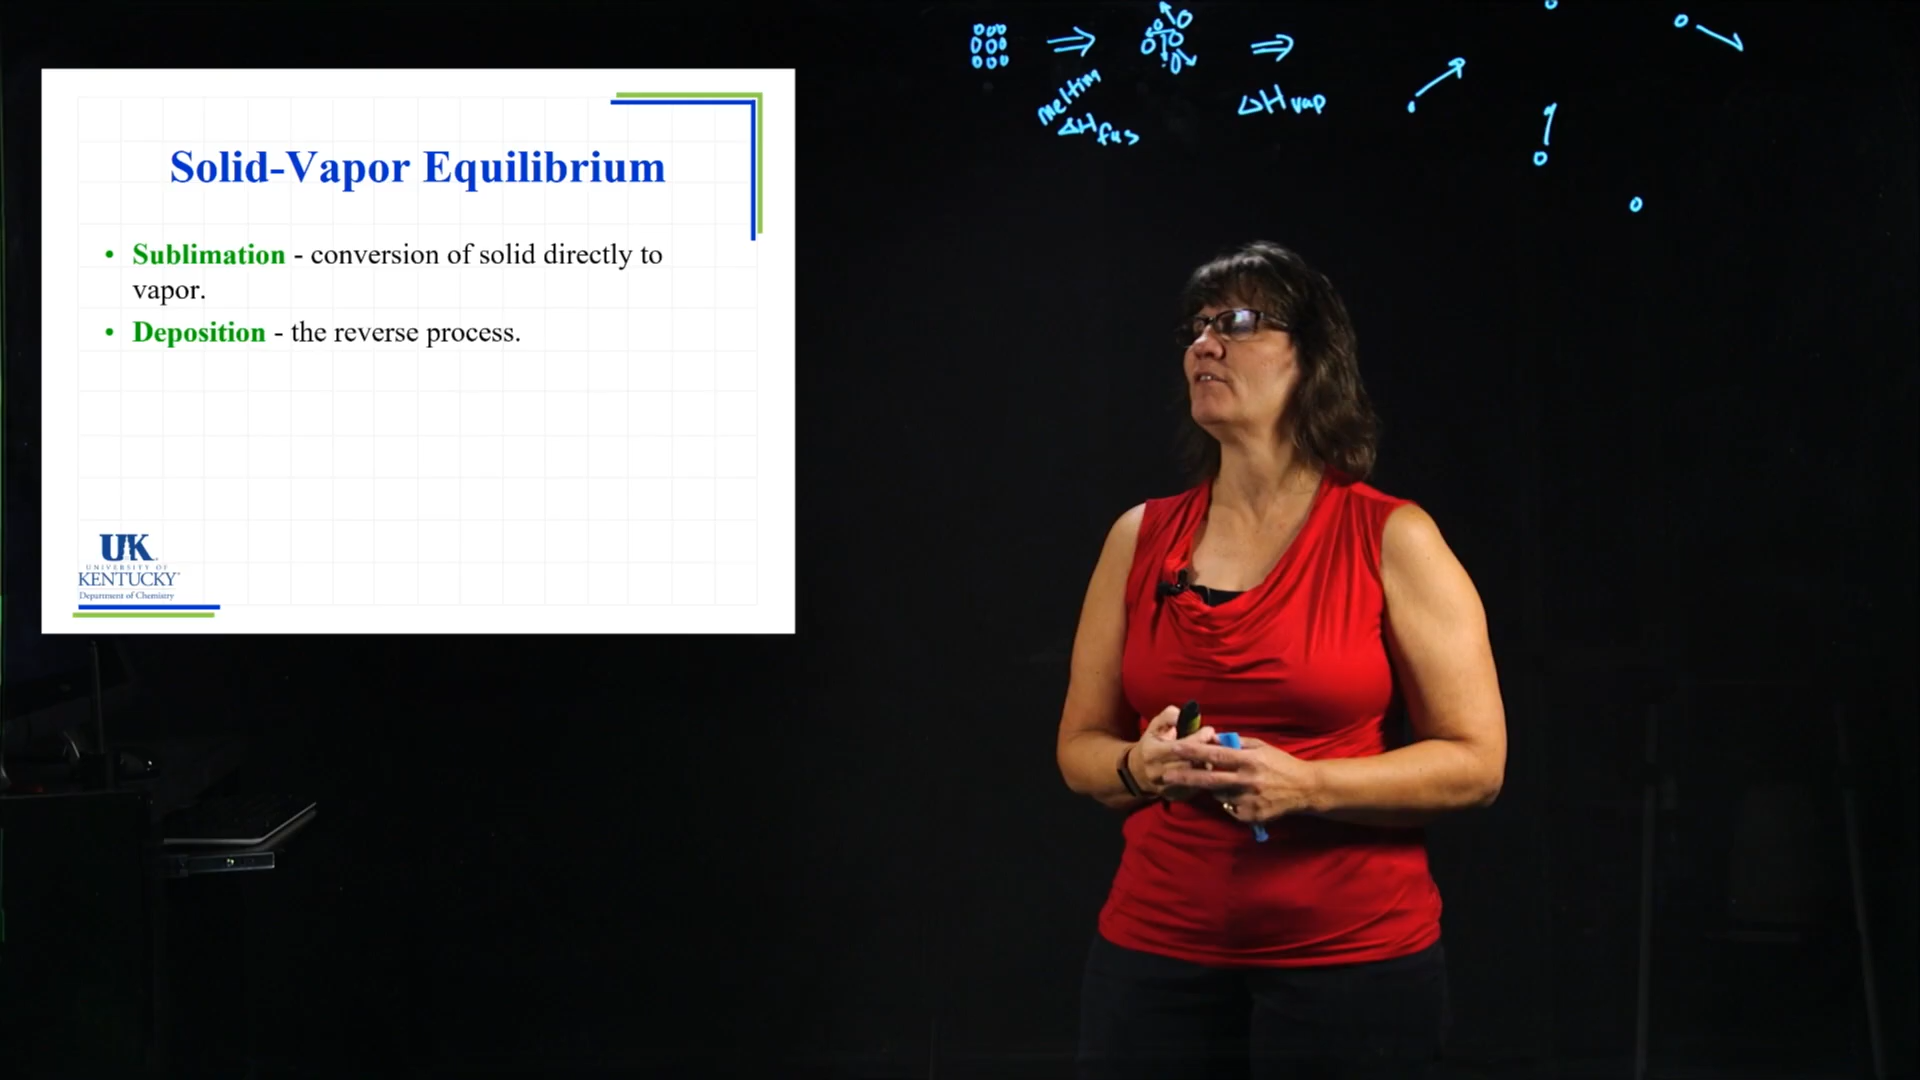 Solid-Vapor Equilibrium
• Sublimation - conversion of solid directly to
vapor.
• Deposition - the reverse process.
UK
UNIVERSITY OF
KENTUCKY
Department of Chemistry
melting
ΔHfus
ΔHvap